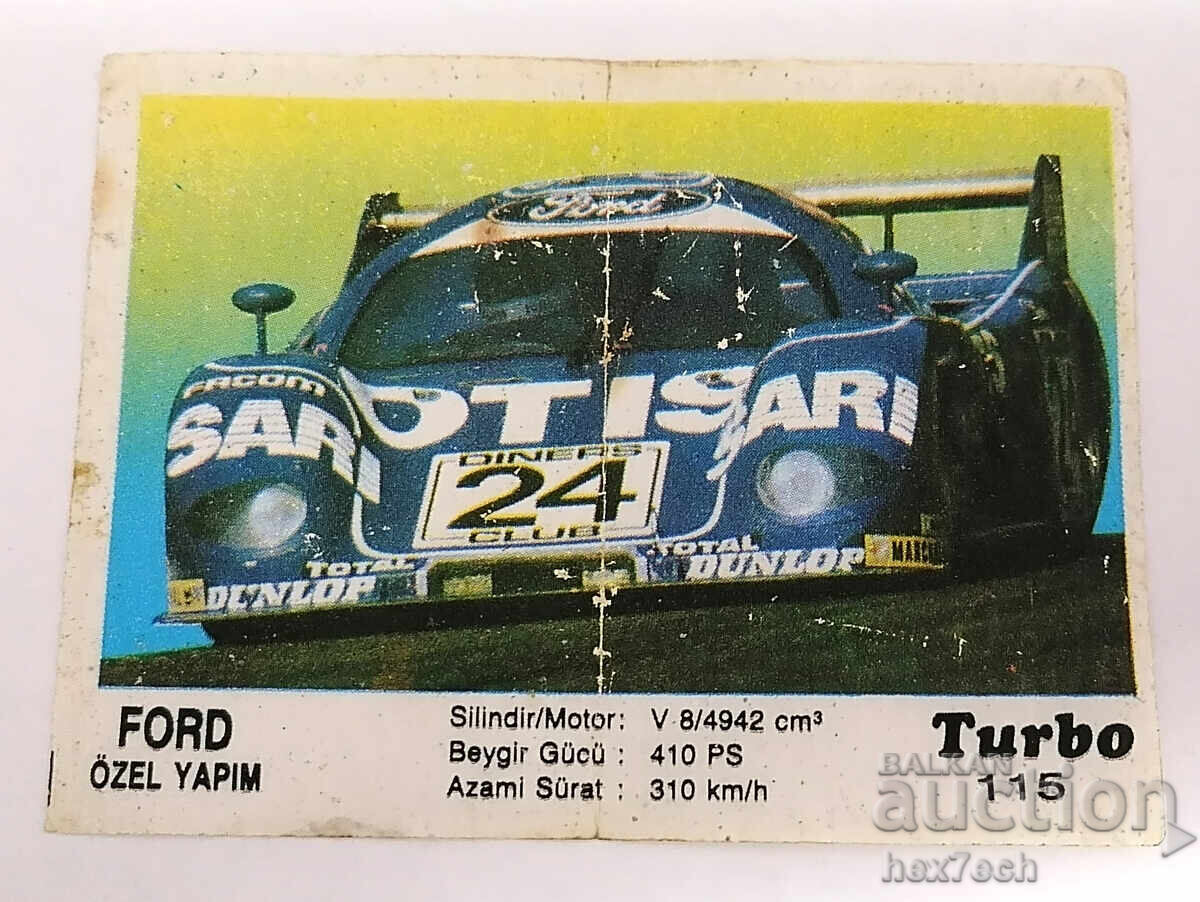 Ford
FACOM
SARI
OTIS
SARI
DINERS
24
CLUB
TOTAL
DUNLOP
TOTAL
DUNLOP
FORD
ÖZEL YAPIM
Silindir/Motor: V 8/4942 cm³
Beygir Gücü : 410 PS
Azami Sürat : 310 km/h
Turbo
115
BALKAN
auction
hex7ech